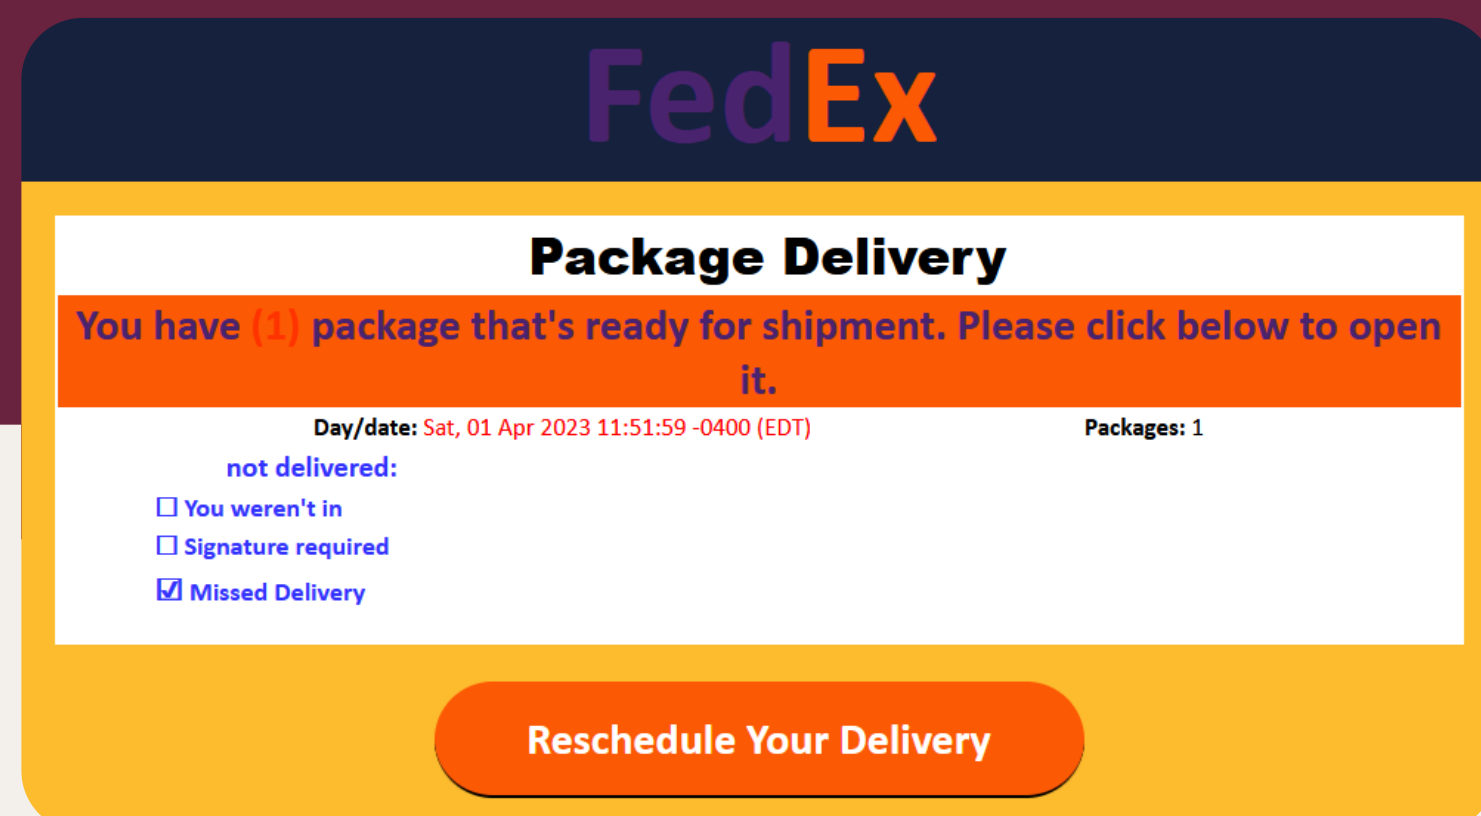 FedEx
Package Delivery
You have (1) package that's ready for shipment. Please click below to open
it.
Day/date: Sat, 01 Apr 2023 11:51:59 -0400 (EDT) Packages: 1
not delivered:
☐ You weren't in
☐ Signature required
☑ Missed Delivery
Reschedule Your Delivery